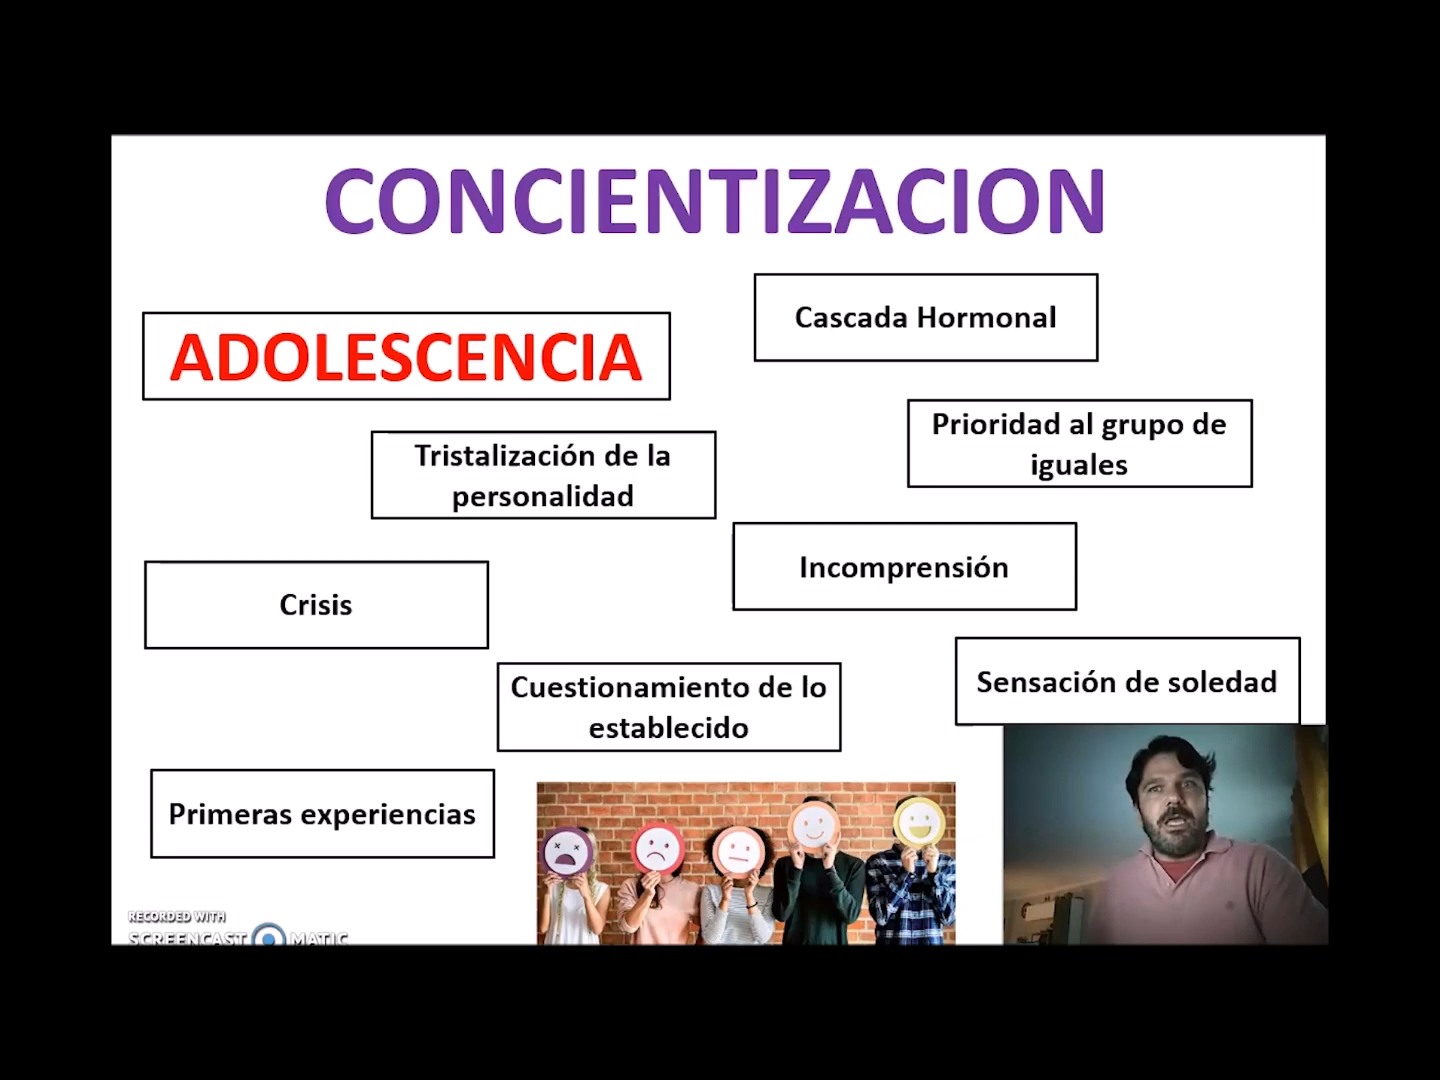 CONCIENTIZACION
Cascada Hormonal
ADOLESCENCIA
Prioridad al grupo de
iguales
Tristalización de la
personalidad
Incomprensión
Crisis
Sensación de soledad
Cuestionamiento de lo
establecido
Primeras experiencias
RECORDED WITH
SCREENCAST MATIC